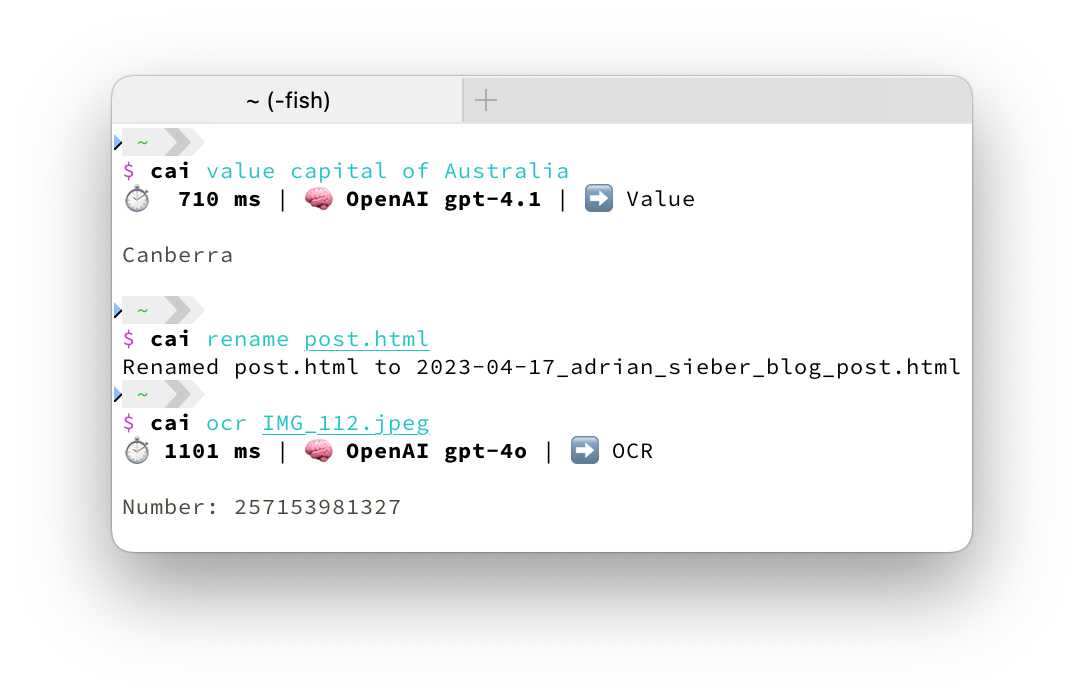 ~ (-fish)
~
$ cai value capital of Australia
⏱ 710 ms | 🧠 OpenAI gpt-4.1 | ➡️ Value
Canberra
~
$ cai rename post.html
Renamed post.html to 2023-04-17_adrian_sieber_blog_post.html
~
$ cai ocr IMG_112.jpeg
⏱ 1101 ms | 🧠 OpenAI gpt-4o | ➡️ OCR
Number: 257153981327